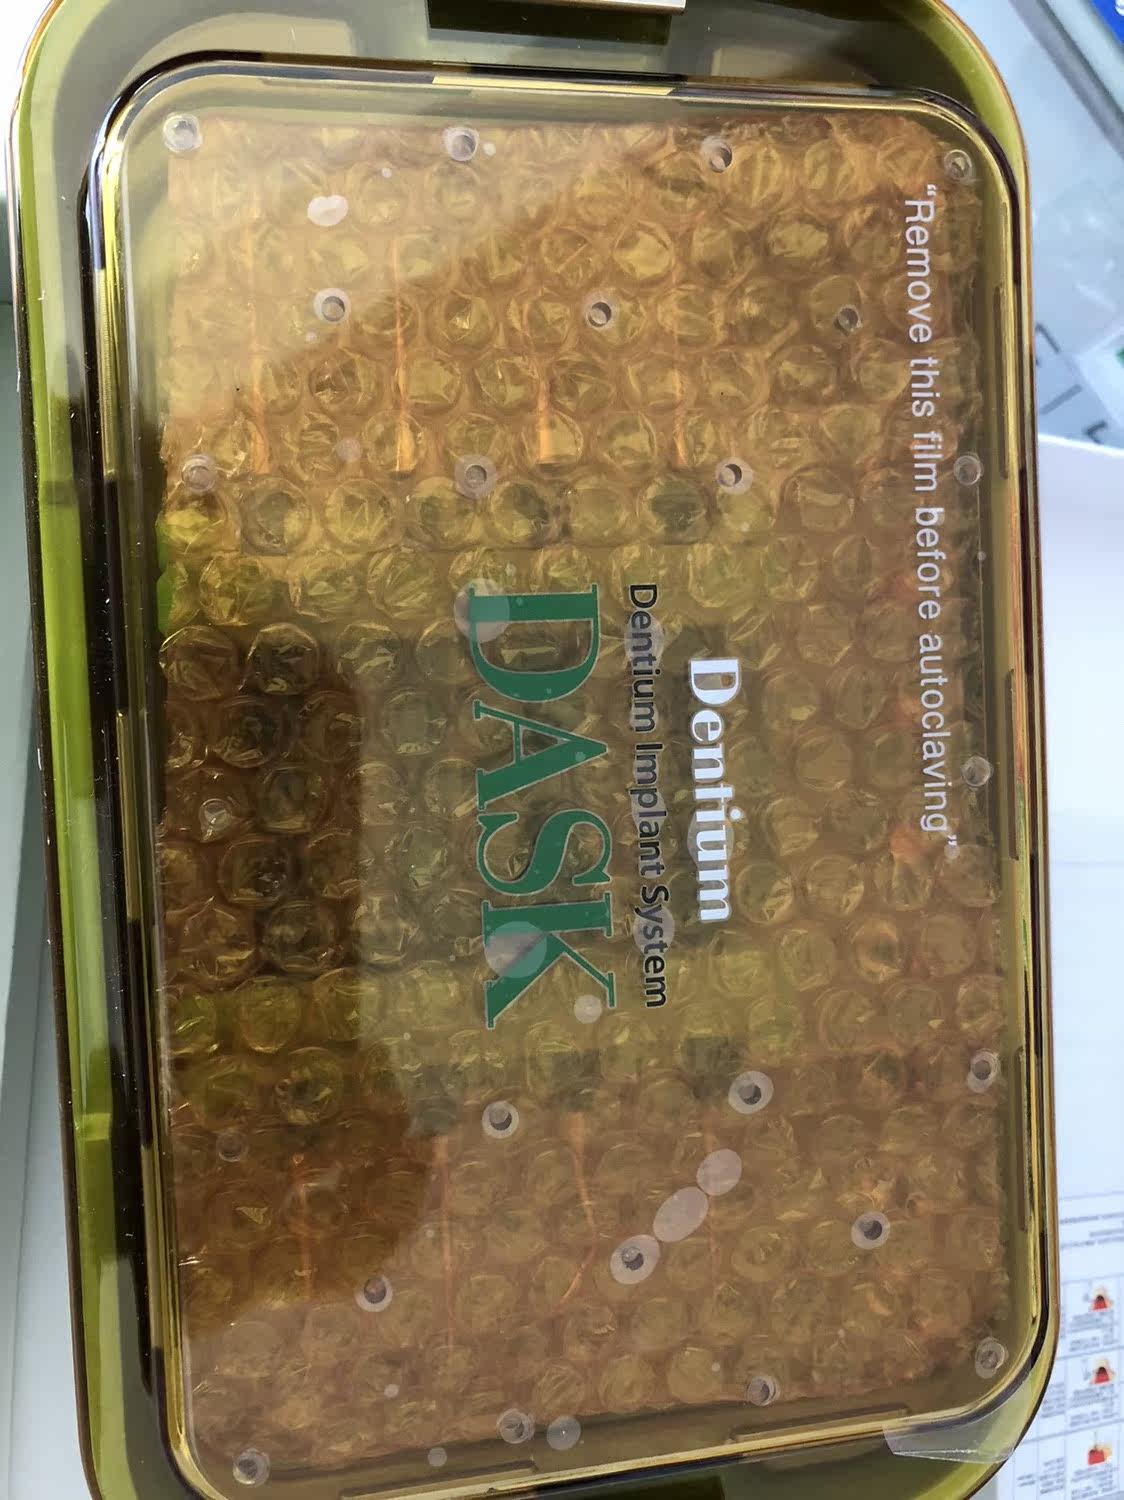 “Remove this film before autoclaving”
Dentium
Dentium Implant System
DASK